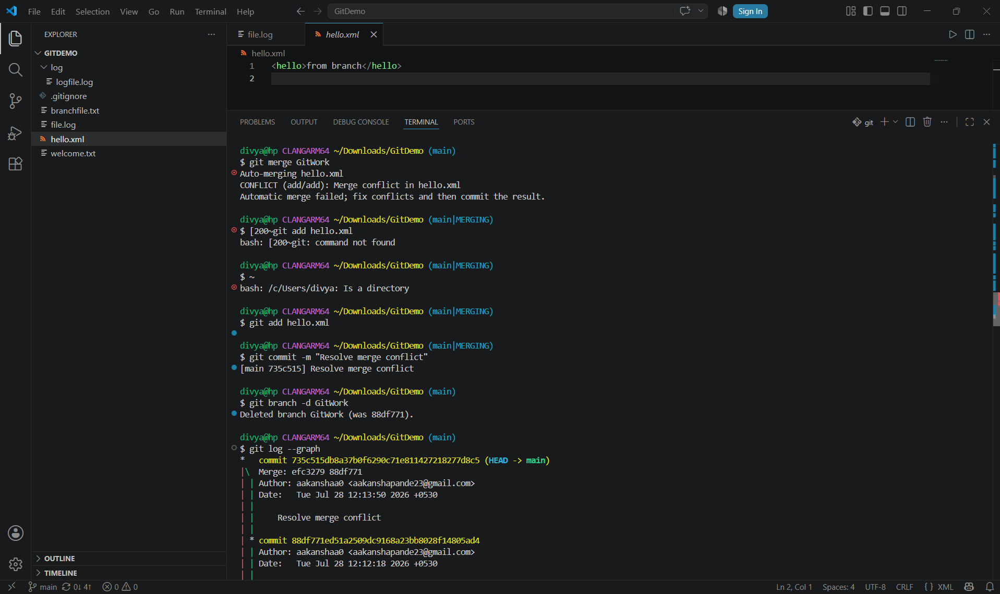 File Edit Selection View Go Run Terminal Help
GitDemo
Sign In
EXPLORER
GITDEMO
log
logfile.log
.gitignore
branchfile.txt
file.log
hello.xml
welcome.txt
OUTLINE
TIMELINE
file.log
hello.xml
hello.xml
1 <hello>from branch</hello>
2
PROBLEMS OUTPUT DEBUG CONSOLE TERMINAL PORTS
git
divya@hp CLANGARM64 ~/Downloads/GitDemo (main)
$ git merge GitWork
Auto-merging hello.xml
CONFLICT (add/add): Merge conflict in hello.xml
Automatic merge failed; fix conflicts and then commit the result.
divya@hp CLANGARM64 ~/Downloads/GitDemo (main|MERGING)
$ [200~git add hello.xml
bash: [200~git: command not found
divya@hp CLANGARM64 ~/Downloads/GitDemo (main|MERGING)
$ ~
bash: /c/Users/divya: Is a directory
divya@hp CLANGARM64 ~/Downloads/GitDemo (main|MERGING)
$ git add hello.xml
divya@hp CLANGARM64 ~/Downloads/GitDemo (main|MERGING)
$ git commit -m "Resolve merge conflict"
[main 735c515] Resolve merge conflict
divya@hp CLANGARM64 ~/Downloads/GitDemo (main)
$ git branch -d GitWork
Deleted branch GitWork (was 88df771).
divya@hp CLANGARM64 ~/Downloads/GitDemo (main)
$ git log --graph
*   commit 735c515db8a37b0f6290c71e811427218277d8c5 (HEAD -> main)
|\  Merge: efc3279 88df771
| | Author: aakanshaa0 <aakanshapande23@gmail.com>
| | Date:   Tue Jul 28 12:13:50 2026 +0530
| |
| |     Resolve merge conflict
| |
| * commit 88df771ed51a2509dc9168a23bb8028f14805ad4
| | Author: aakanshaa0 <aakanshapande23@gmail.com>
| | Date:   Tue Jul 28 12:12:18 2026 +0530
| |
main 0↓ 4↑ 0 0
Ln 2, Col 1 Spaces: 4 UTF-8 CRLF { } XML